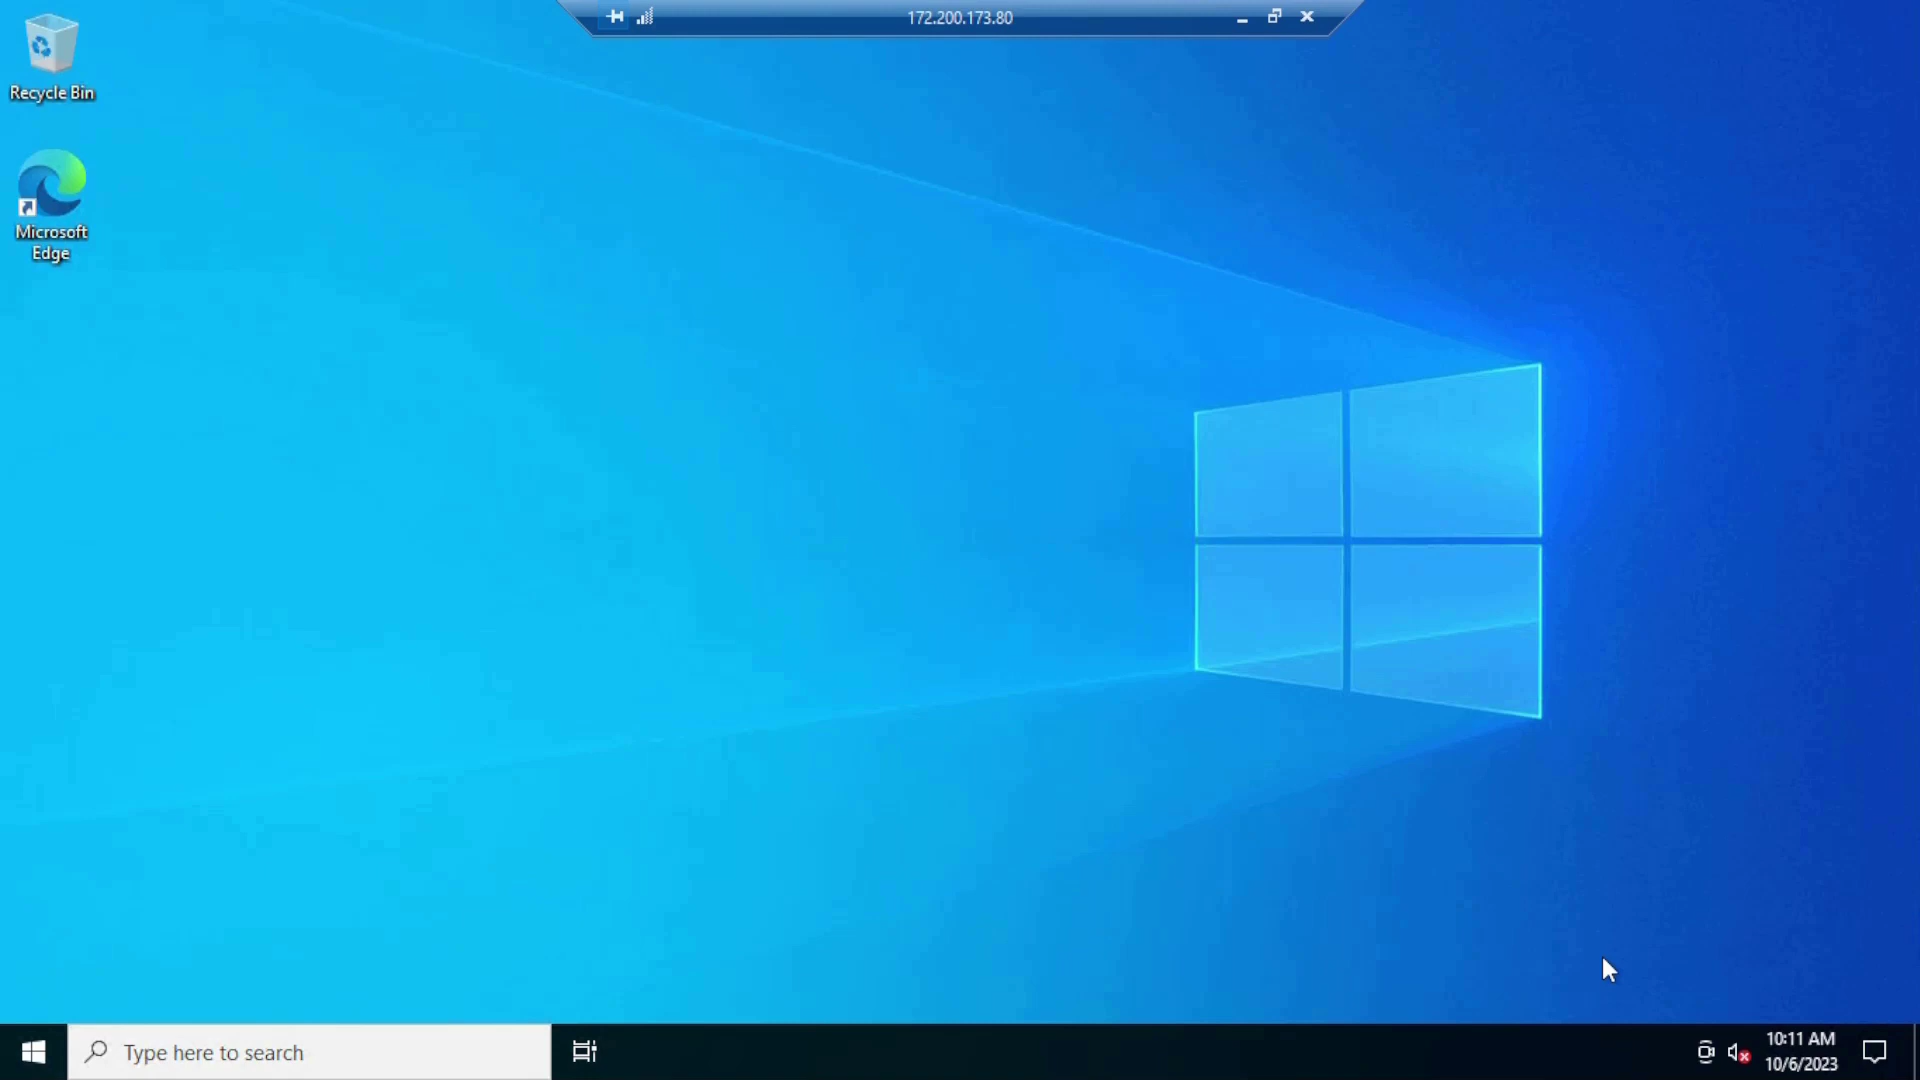 172.200.173.80
Recycle Bin
Microsoft
Edge
Type here to search
10:11 AM
10/6/2023